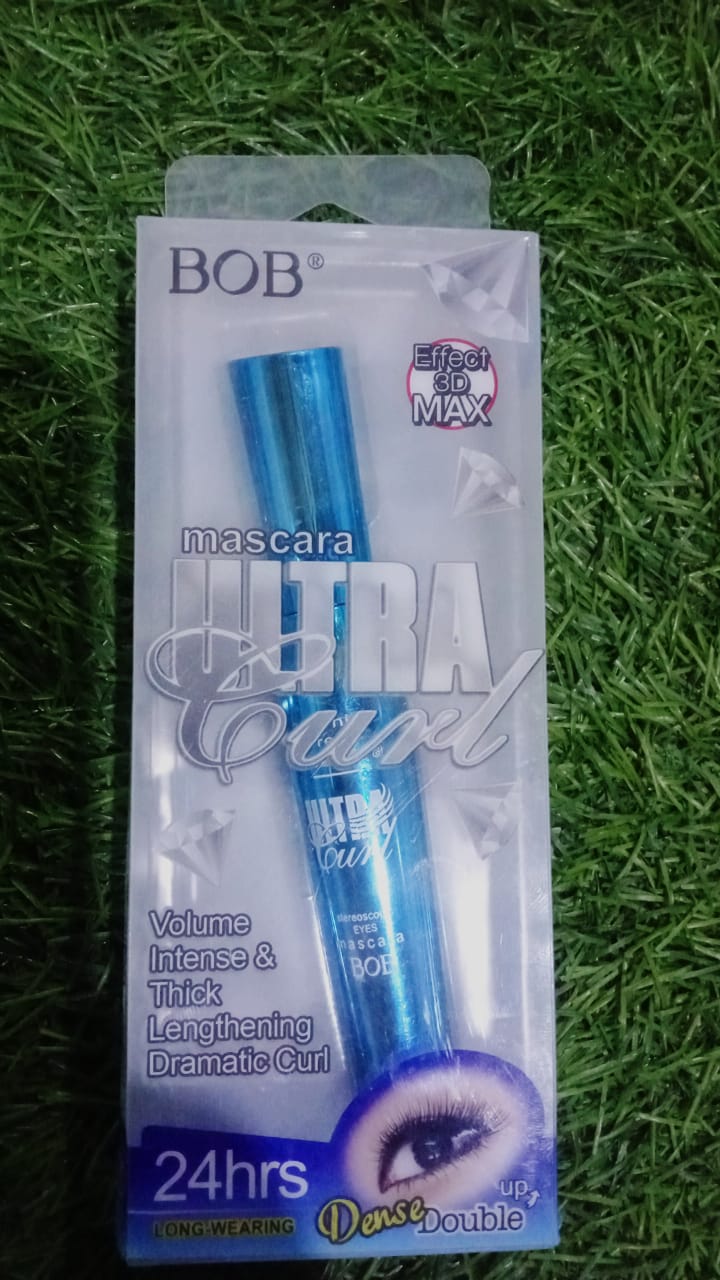 BOB®
Effect
3D
MAX
mascara
ULTRA
Curl
ULTRA
Curl
EYES
mascara
BOB
Volume
Intense &
Thick
Lengthening
Dramatic Curl
24hrs
LONG-WEARING
Dense Double up